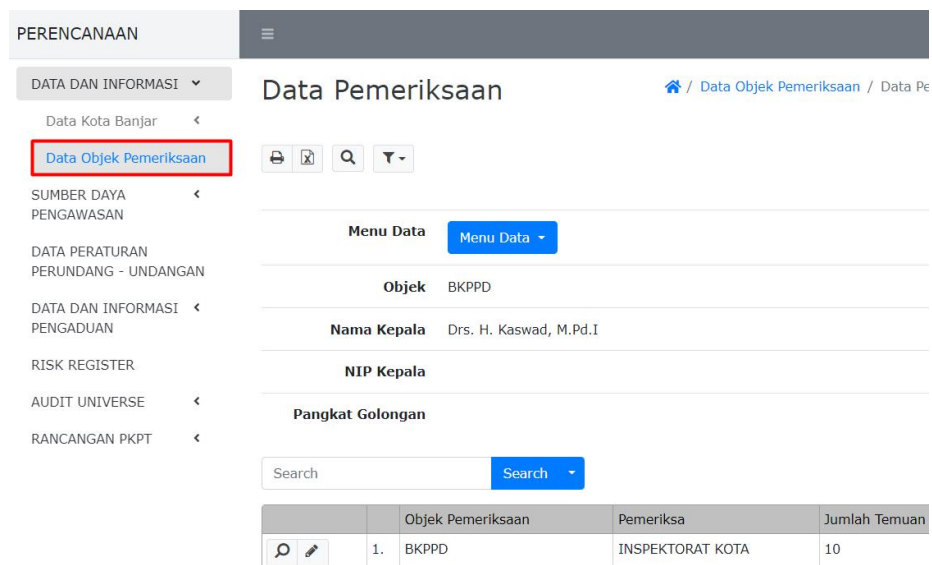 PERENCANAAN
DATA DAN INFORMASI
Data Kota Banjar
Data Objek Pemeriksaan
SUMBER DAYA
PENGAWASAN
DATA PERATURAN
PERUNDANG - UNDANGAN
DATA DAN INFORMASI
PENGADUAN
RISK REGISTER
AUDIT UNIVERSE
RANCANGAN PKPT
Data Pemeriksaan
/ Data Objek Pemeriksaan / Data Pe
Menu Data Menu Data
Objek BKPPD
Nama Kepala Drs. H. Kaswad, M.Pd.I
NIP Kepala
Pangkat Golongan
Search Search
Objek Pemeriksaan Pemeriksa Jumlah Temuan
1. BKPPD INSPEKTORAT KOTA 10